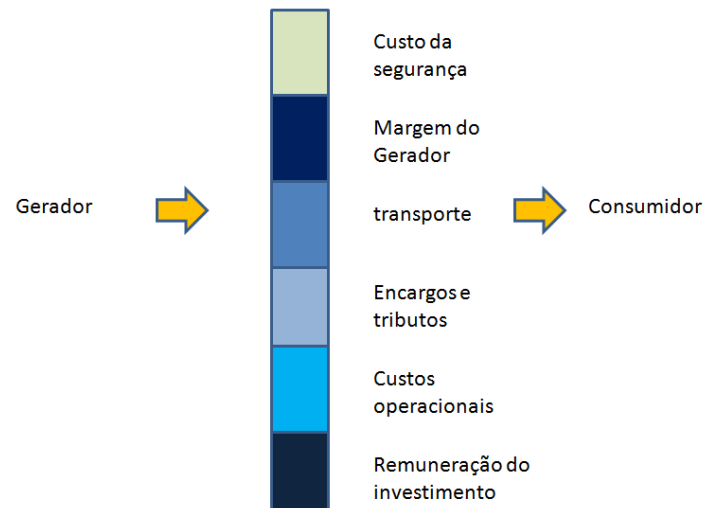 Custo da
segurança
Margem do
Gerador
Gerador
transporte
Consumidor
Encargos e
tributos
Custos
operacionais
Remuneração do
investimento